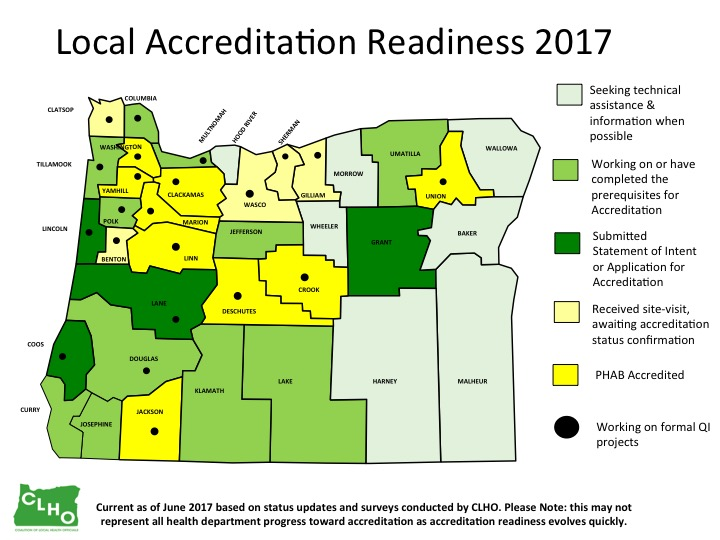 Local Accreditation Readiness 2017
COLUMBIA
CLATSOP
MULTNOMAH
HOOD RIVER
SHERMAN
WASHINGTON
TILLAMOOK
UMATILLA
WALLOWA
MORROW
YAMHILL
CLACKAMAS
GILLIAM
UNION
WASCO
POLK
MARION
LINCOLN
JEFFERSON
WHEELER
GRANT
BAKER
BENTON
LINN
CROOK
LANE
DESCHUTES
COOS
DOUGLAS
KLAMATH
LAKE
HARNEY
MALHEUR
CURRY
JACKSON
JOSEPHINE
Seeking technical
assistance &
information when
possible
Working on or have
completed the
prerequisites for
Accreditation
Submitted
Statement of Intent
or Application for
Accreditation
Received site-visit,
awaiting accreditation
status confirmation
PHAB Accredited
Working on formal QI
projects
CLHO
Current as of June 2017 based on status updates and surveys conducted by CLHO. Please Note: this may not
represent all health department progress toward accreditation as accreditation readiness evolves quickly.